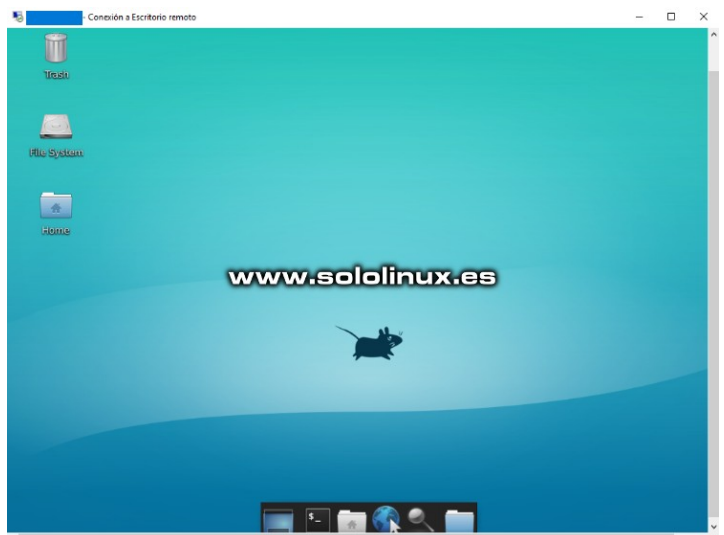 - Conexión a Escritorio remoto
Trash
File System
Home
www.sololinux.es
$_